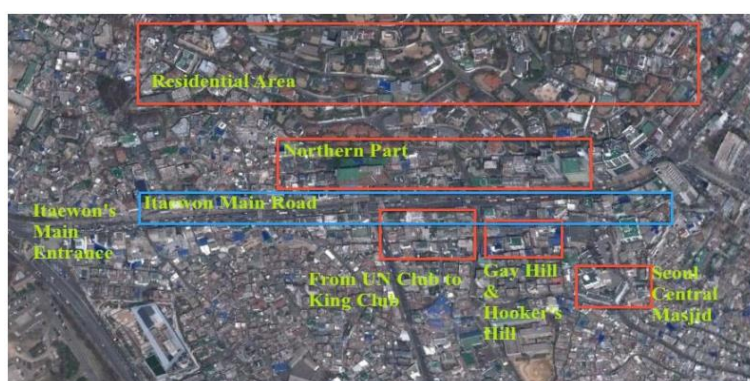 Residential Area
Northern Part
Itaewon Main Road
Itaewon's
Main
Entrance
From UN Club to
King Club
Gay Hill
&
Hooker's
Hill
Seoul
Central
Masjid